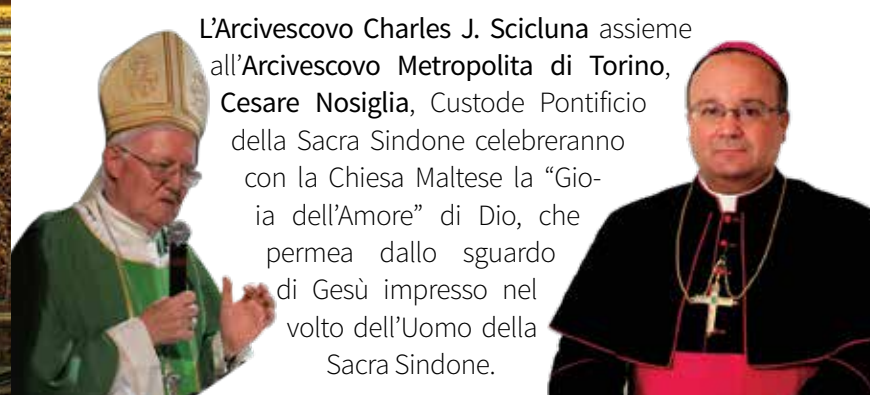 L'Arcivescovo Charles J. Scicluna assieme
all'Arcivescovo Metropolita di Torino,
Cesare Nosiglia, Custode Pontificio
della Sacra Sindone celebreranno
con la Chiesa Maltese la “Gio-
ia dell'Amore” di Dio, che
permea dallo sguardo
di Gesù impresso nel
volto dell'Uomo della
Sacra Sindone.